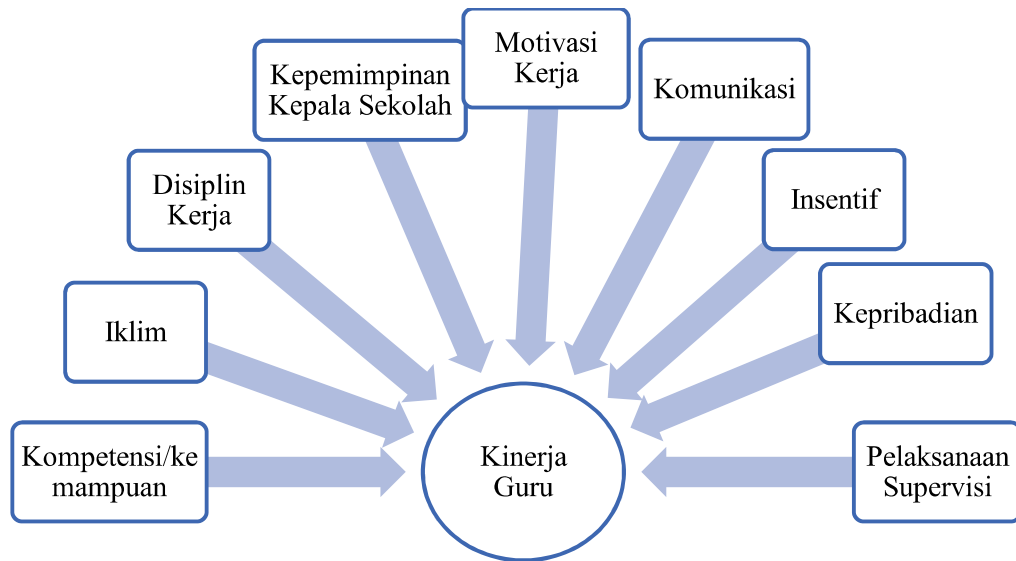 Motivasi
Kerja
Kepemimpinan
Kepala Sekolah
Komunikasi
Disiplin
Kerja
Insentif
Iklim
Kepribadian
Kompetensi/ke
mampuan
Kinerja
Guru
Pelaksanaan
Supervisi